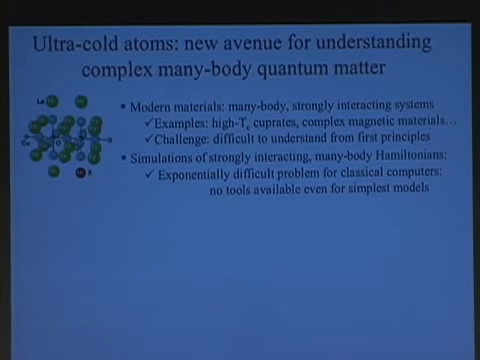 Ultra-cold atoms: new avenue for understanding
complex many-body quantum matter
▪ Modern materials: many-body, strongly interacting systems
✓Examples: high-Tc cuprates, complex magnetic materials…
✓Challenge: difficult to understand from first principles
▪ Simulations of strongly interacting, many-body Hamiltonians:
✓ Exponentially difficult problem for classical computers:
no tools available even for simplest models
La
Cu
O